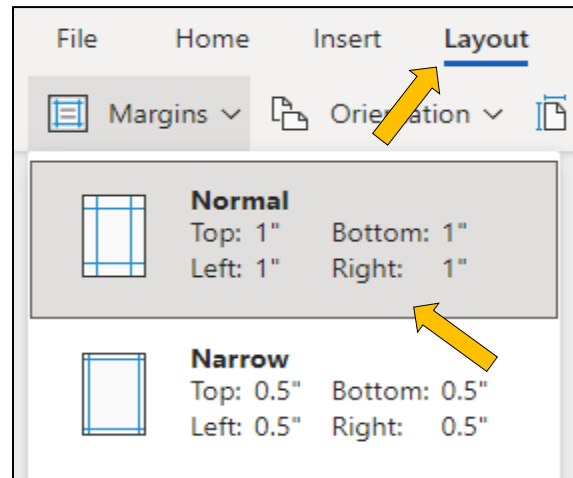 File Home Insert Layout
Margins Orientation
Normal
Top: 1" Bottom: 1"
Left: 1" Right: 1"
Narrow
Top: 0.5" Bottom: 0.5"
Left: 0.5" Right: 0.5"